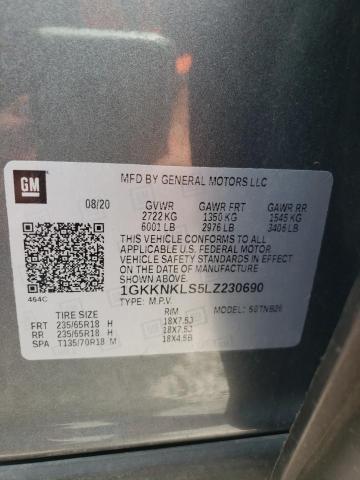 GM
MFD BY GENERAL MOTORS LLC
08/20 GVWR GAWR FRT GAWR RR
2722 KG 1350 KG 1545 KG
6001 LB 2976 LB 3406 LB
THIS VEHICLE CONFORMS TO ALL
APPLICABLE U.S. FEDERAL MOTOR
VEHICLE SAFETY STANDARDS IN
EFFECT ON THE DATE OF
MANUFACTURE SHOWN ABOVE.
464C 1GKKNKLS5LZ230690
TYPE: M.P.V. MODEL:
TIRE SIZE RIM
FRT 235/65R18 H 18X7.5J
RR 235/65R18 H 18X7.5J
SPA T135/70R18 M 18X4.5B